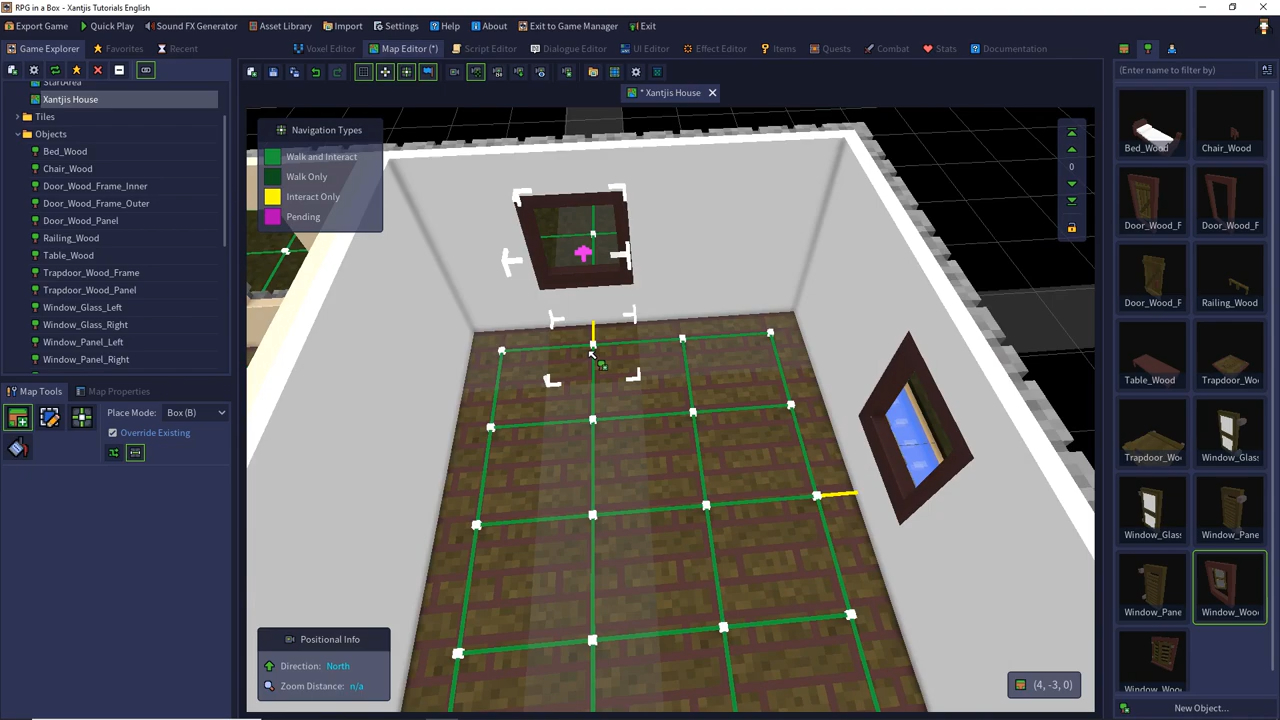 RPG in a Box — Xantjis Tutorials English
Export Game Quick Play Sound FX Generator Asset Library Import Settings Help About Exit to Game Manager Exit
Game Explorer Favorites Recent Voxel Editor Map Editor (*) Script Editor Dialogue Editor UI Editor Effect Editor Items Quests Combat Stats Documentation
StartArea
Xantjis House
* Xantjis House
Tiles
Objects
Bed_Wood
Chair_Wood
Door_Wood_Frame_Inner
Door_Wood_Frame_Outer
Door_Wood_Panel
Railing_Wood
Table_Wood
Trapdoor_Wood_Frame
Trapdoor_Wood_Panel
Window_Glass_Left
Window_Glass_Right
Window_Panel_Left
Window_Panel_Right
Map Tools Map Properties
Place Mode: Box (B)
Override Existing
Navigation Types
Walk and Interact
Walk Only
Interact Only
Pending
0
Positional Info
Direction: North
Zoom Distance: n/a
(4, -3, 0)
(Enter name to filter by)
Bed_Wood Chair_Wood
Door_Wood_F Door_Wood_F
Door_Wood_F Railing_Wood
Table_Wood Trapdoor_Woo
Trapdoor_Woo Window_Glass
Window_Glass Window_Pane
Window_Pane Window_Wood
Window_Wood
New Object...